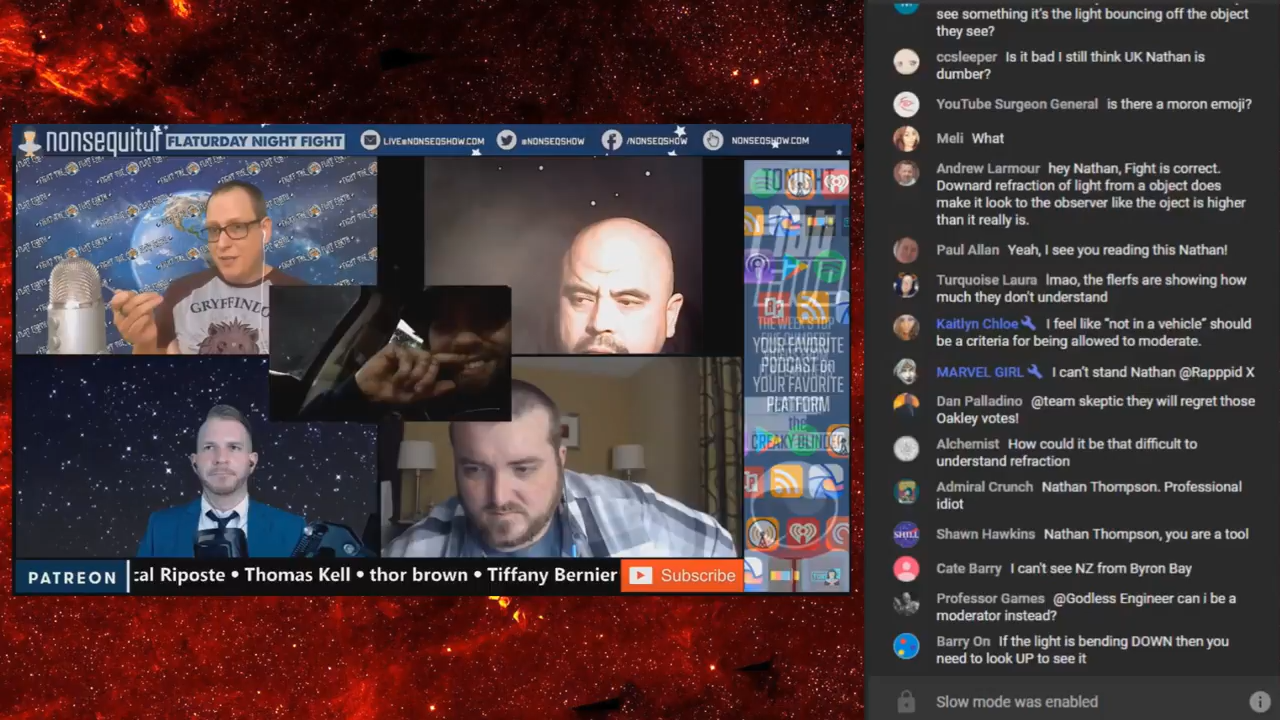 nonsequitur
FLATURDAY NIGHT FIGHT
LIVE@NONSEQSHOW.COM
@NONSEQSHOW
/NONSEQSHOW
NONSEQSHOW.COM
GRYFFINDO
TONIGHT
YOUR FAVORITE
PODCAST on
YOUR FAVORITE
PLATFORM
the
CREAKY BLINDER
PATREON
cal Riposte • Thomas Kell • thor brown • Tiffany Bernier
Subscribe
see something it's the light bouncing off the object
they see?
ccsleeper Is it bad I still think UK Nathan is
dumber?
YouTube Surgeon General is there a moron emoji?
Meli What
Andrew Larmour hey Nathan, Fight is correct.
Downard refraction of light from a object does
make it look to the observer like the oject is higher
than it really is.
Paul Allan Yeah, I see you reading this Nathan!
Turquoise Laura lmao, the flerfs are showing how
much they don't understand
Kaitlyn Chloe I feel like “not in a vehicle” should
be a criteria for being allowed to moderate.
MARVEL GIRL I can't stand Nathan @Rapppid X
Dan Palladino @team skeptic they will regret those
Oakley votes!
Alchemist How could it be that difficult to
understand refraction
Admiral Crunch Nathan Thompson. Professional
idiot
SHILL
Shawn Hawkins Nathan Thompson, you are a tool
Cate Barry I can't see NZ from Byron Bay
Professor Games @Godless Engineer can i be a
moderator instead?
Barry On If the light is bending DOWN then you
need to look UP to see it
Slow mode was enabled